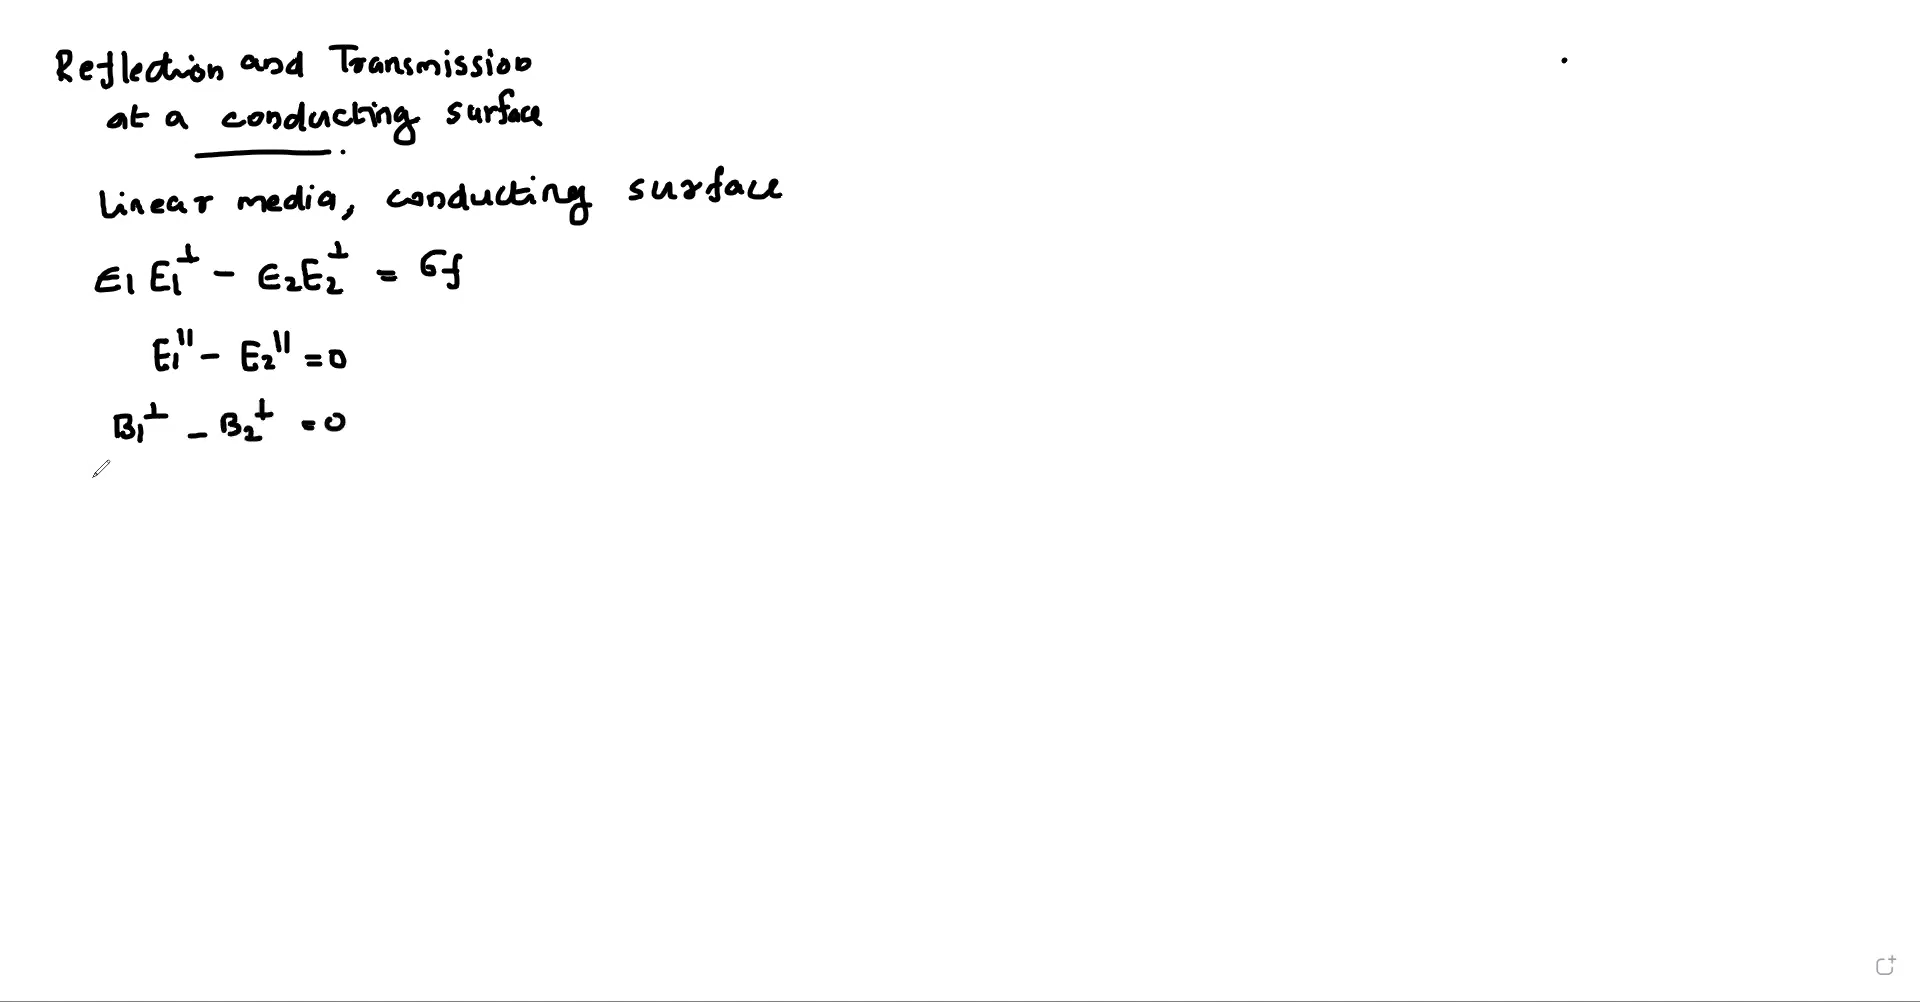 Reflection and Transmission
at a conducting surface
Linear media, conducting surface
ϵ₁ E₁^⊥ - ϵ₂E₂^⊥ = σf
E₁^∥ - E₂^∥ = 0
B₁^⊥ - B₂^⊥ = 0